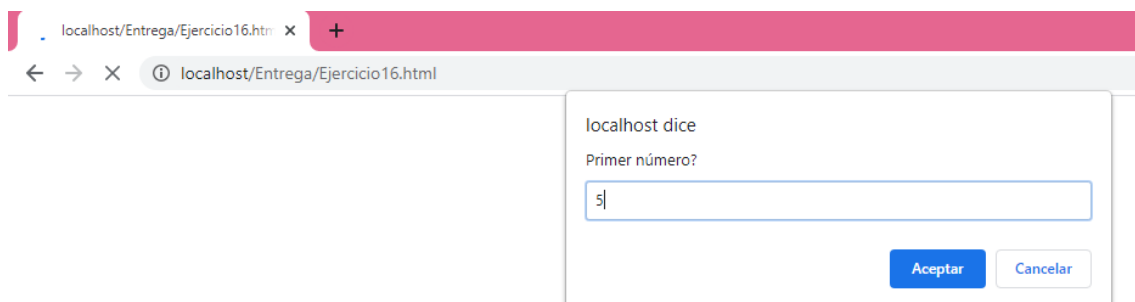 localhost/Entrega/Ejercicio16.htm
localhost/Entrega/Ejercicio16.html
localhost dice
Primer número?
5
Aceptar Cancelar